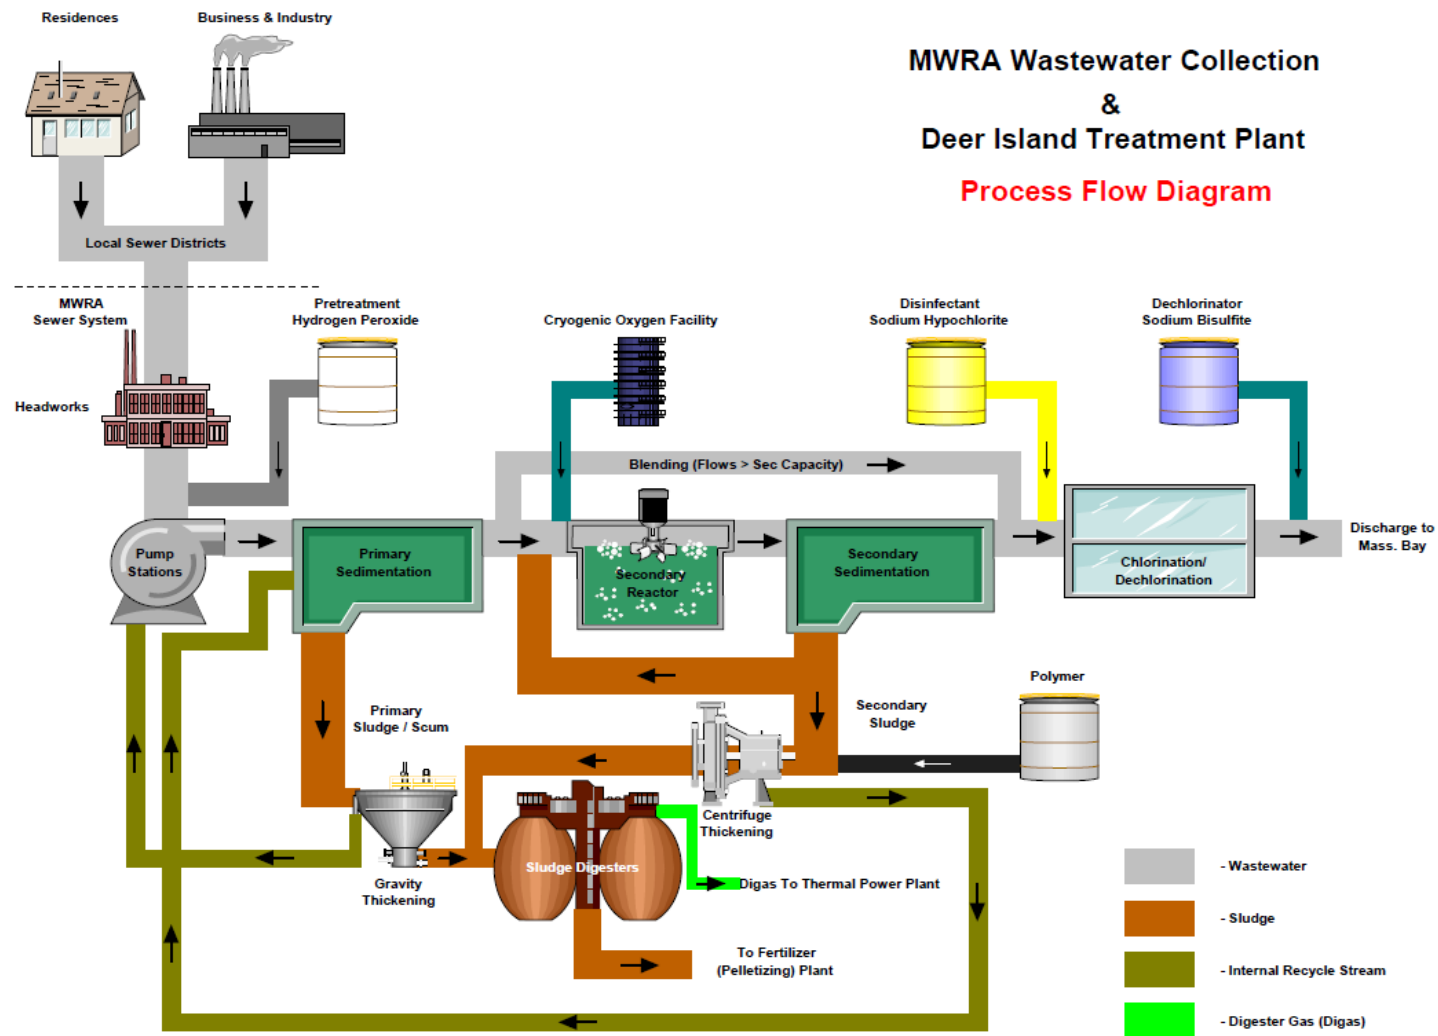 Residences
Business & Industry
MWRA Wastewater Collection
&
Deer Island Treatment Plant
Process Flow Diagram
Local Sewer Districts
MWRA
Sewer System
Pretreatment
Hydrogen Peroxide
Cryogenic Oxygen Facility
Disinfectant
Sodium Hypochlorite
Dechlorinator
Sodium Bisulfite
Headworks
Blending (Flows > Sec Capacity)
Pump
Stations
Primary
Sedimentation
Secondary
Reactor
Secondary
Sedimentation
Chlorination/
Dechlorination
Discharge to
Mass. Bay
Primary
Sludge / Scum
Secondary
Sludge
Polymer
Centrifuge
Thickening
Gravity
Thickening
Sludge Digesters
Digas To Thermal Power Plant
To Fertilizer
(Pelletizing) Plant
- Wastewater
- Sludge
- Internal Recycle Stream
- Digester Gas (Digas)